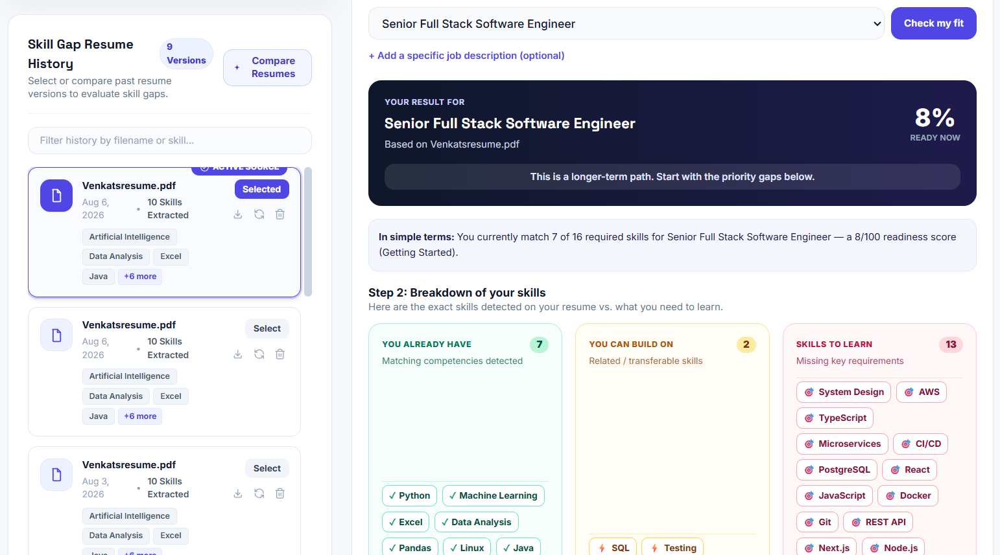 Skill Gap Resume
History
9
Versions
Compare
Resumes
Select or compare past resume
versions to evaluate skill gaps.
Filter history by filename or skill...
ACTIVE SOURCE
Venkatsresume.pdf
Selected
Aug 6,
2026
10 Skills
Extracted
Artificial Intelligence
Data Analysis
Excel
Java
+6 more
Venkatsresume.pdf
Select
Aug 6,
2026
10 Skills
Extracted
Artificial Intelligence
Data Analysis
Excel
Java
+6 more
Venkatsresume.pdf
Select
Aug 3,
2026
10 Skills
Extracted
Artificial Intelligence
Data Analysis
Excel
Java
+6 more
Senior Full Stack Software Engineer
Check my fit
+ Add a specific job description (optional)
YOUR RESULT FOR
Senior Full Stack Software Engineer
Based on Venkatsresume.pdf
8%
READY NOW
This is a longer-term path. Start with the priority gaps below.
In simple terms: You currently match 7 of 16 required skills for Senior Full Stack Software Engineer — a 8/100 readiness score
(Getting Started).
Step 2: Breakdown of your skills
Here are the exact skills detected on your resume vs. what you need to learn.
YOU ALREADY HAVE
7
Matching competencies detected
✓ Python
✓ Machine Learning
✓ Excel
✓ Data Analysis
✓ Pandas
✓ Linux
✓ Java
YOU CAN BUILD ON
2
Related / transferable skills
SQL
Testing
SKILLS TO LEARN
13
Missing key requirements
System Design
AWS
TypeScript
Microservices
CI/CD
PostgreSQL
React
JavaScript
Docker
Git
REST API
Next.js
Node.js